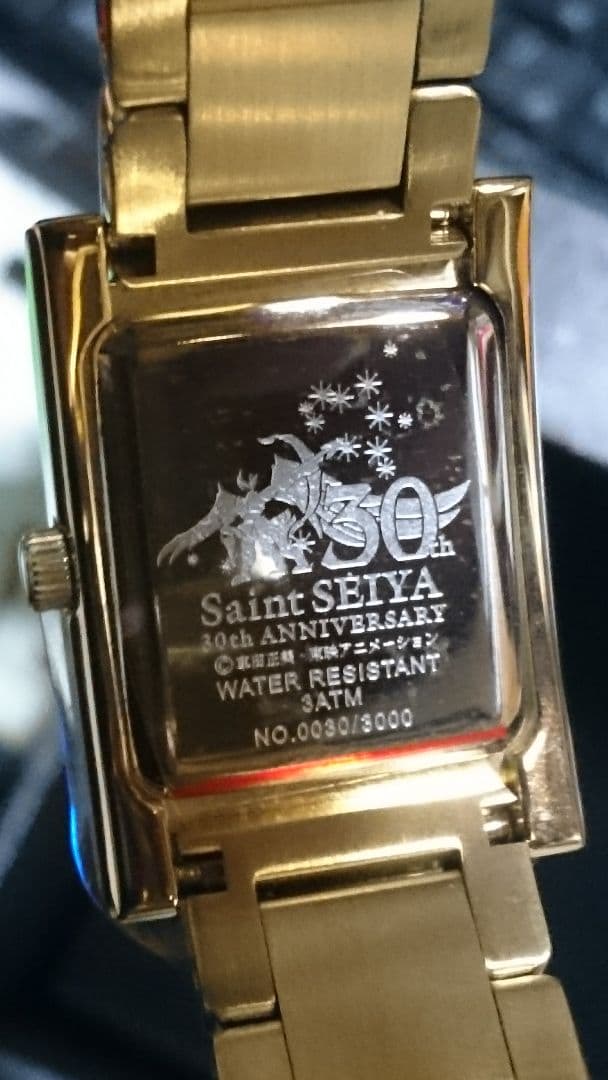 30th
Saint SEIYA
30th ANNIVERSARY
©車田正美・東映アニメーション
WATER RESISTANT
3ATM
NO.0030/3000